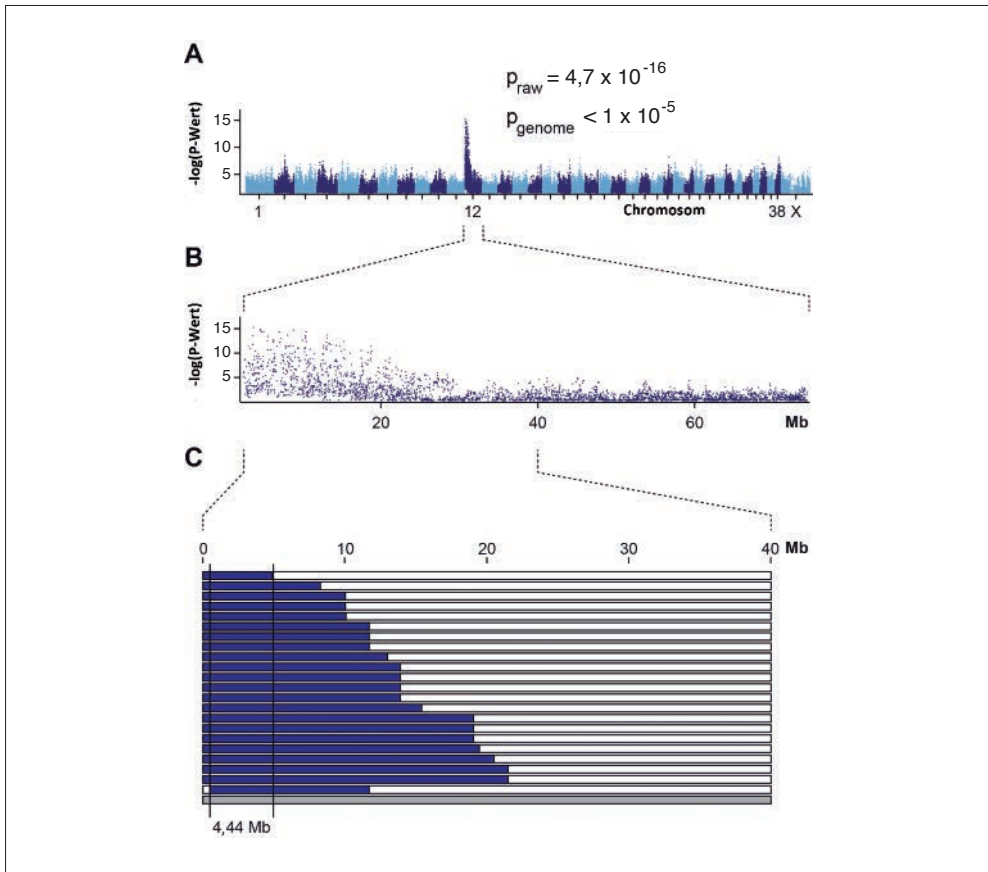 A
p_raw = 4,7 x 10^-16
p_genome < 1 x 10^-5
-log(P-Wert)
15
10
5
1
12
Chromosom
38 X
B
-log(P-Wert)
15
10
5
20
40
60
Mb
C
0
10
20
30
40
Mb
4,44 Mb